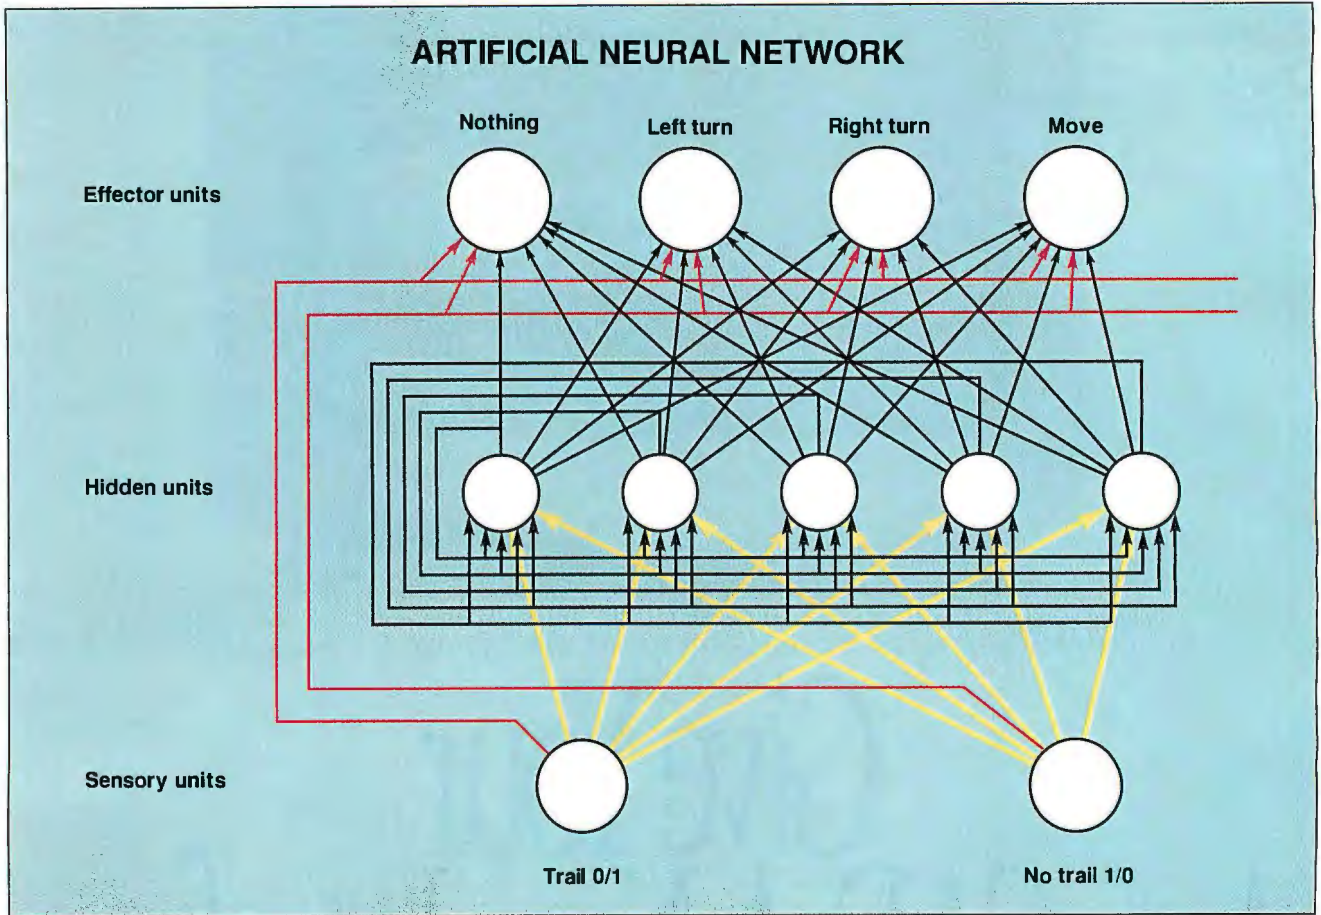 ARTIFICIAL NEURAL NETWORK
Nothing
Left turn
Right turn
Move
Effector units
Hidden units
Sensory units
Trail 0/1
No trail 1/0